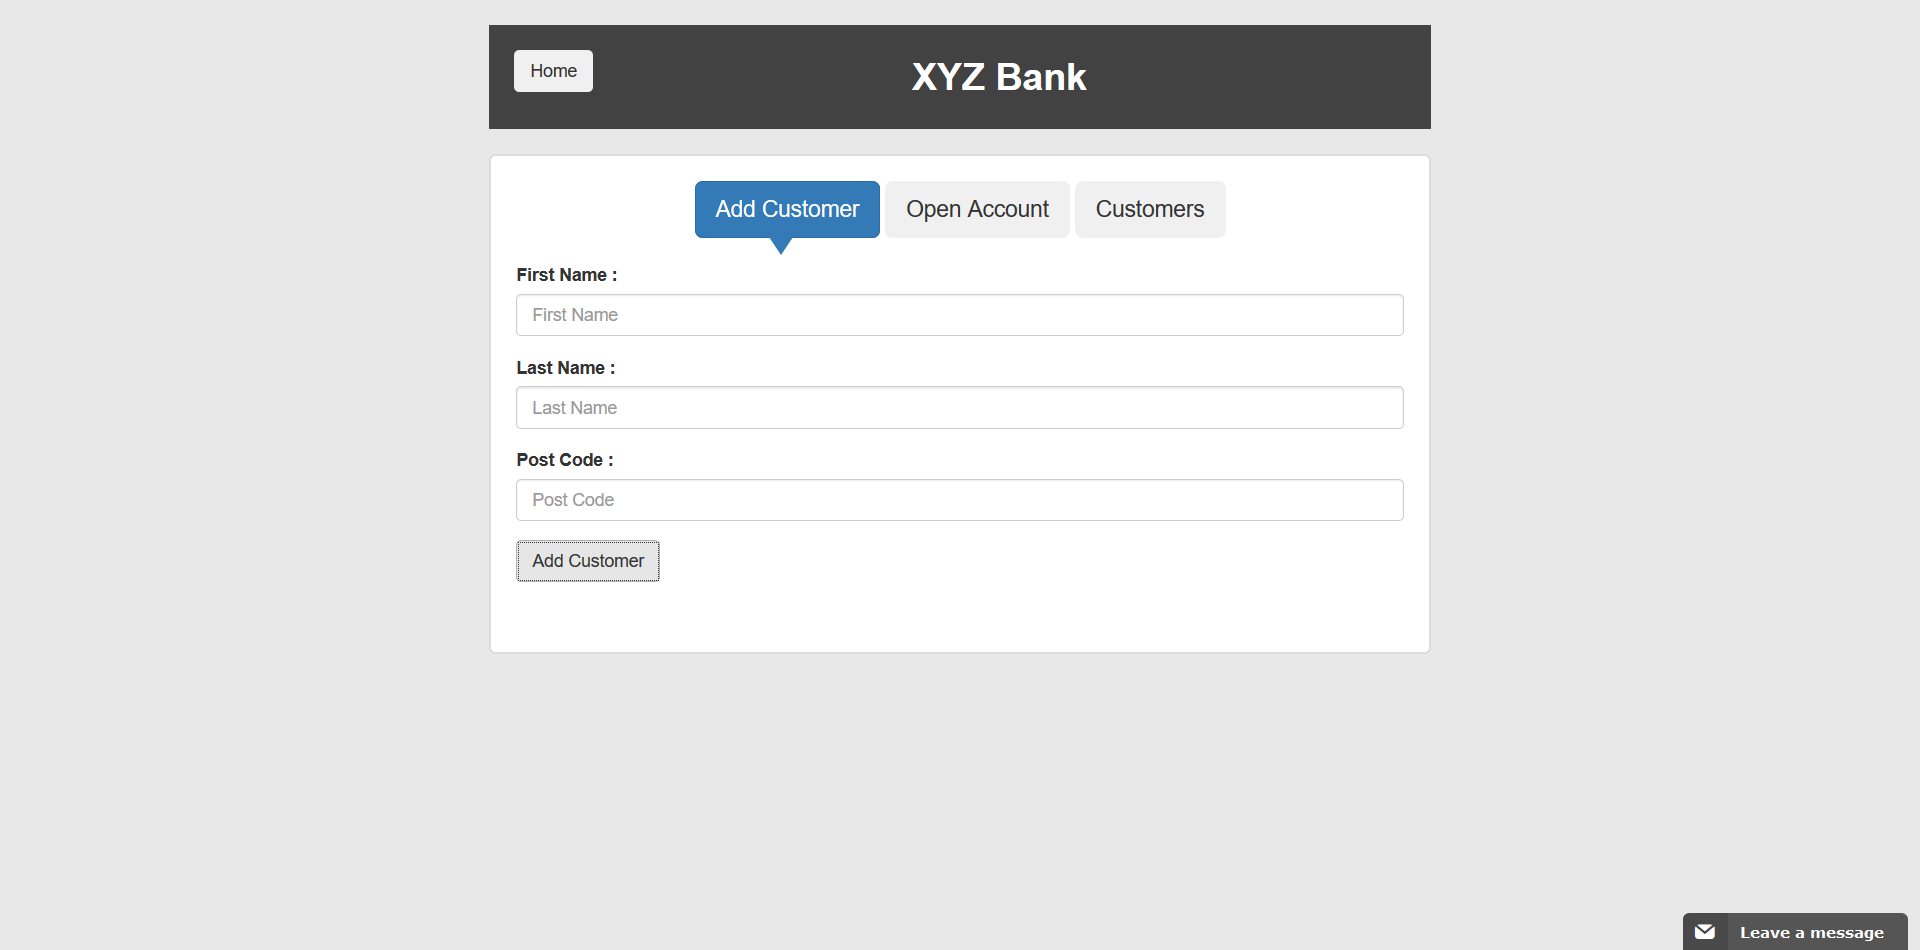 Home
XYZ Bank
Add Customer
Open Account
Customers
First Name :
First Name
Last Name :
Last Name
Post Code :
Post Code
Add Customer
Leave a message